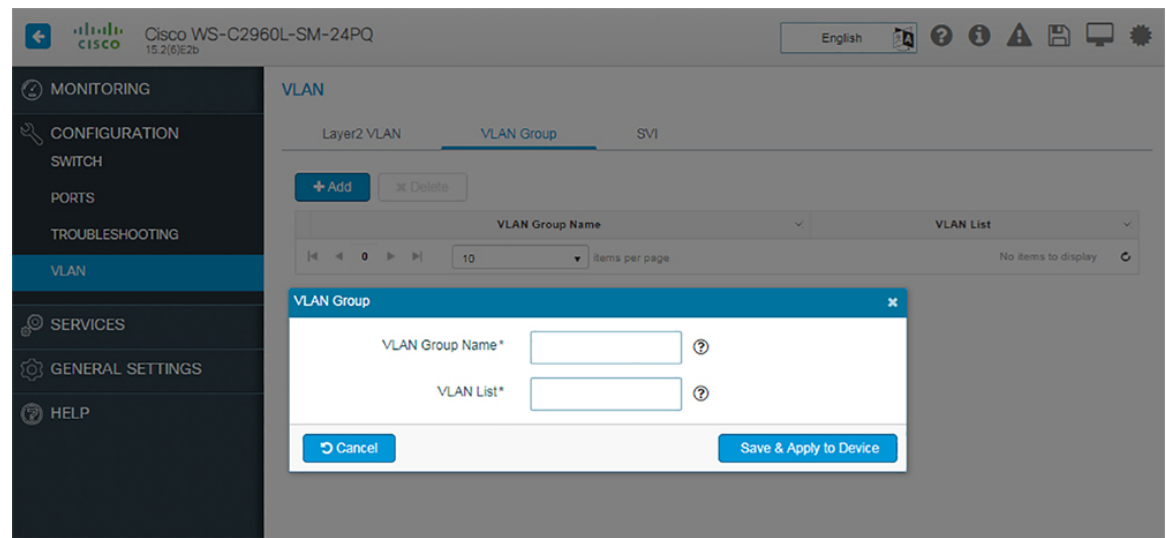 CISCO
Cisco WS-C2960L-SM-24PQ
15.2(6)E2b
English
MONITORING
CONFIGURATION
SWITCH
PORTS
TROUBLESHOOTING
VLAN
SERVICES
GENERAL SETTINGS
HELP
VLAN
Layer2 VLAN VLAN Group SVI
Add Delete
VLAN Group Name VLAN List
0 10 items per page No items to display
VLAN Group
VLAN Group Name*
VLAN List*
Cancel Save & Apply to Device